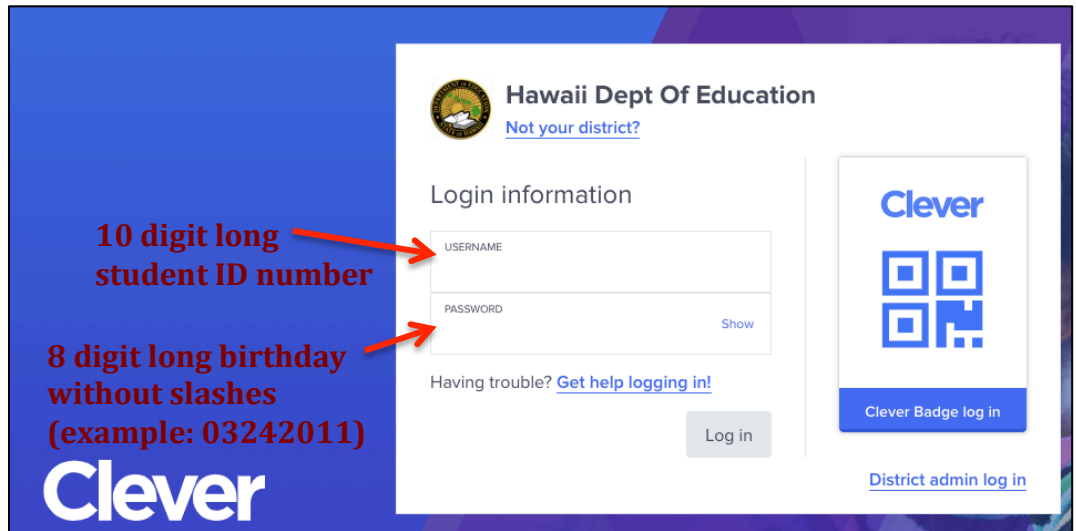 Hawaii Dept Of Education
Not your district?
Login information
USERNAME
PASSWORD
Show
Having trouble? Get help logging in!
Log in
Clever
Clever Badge log in
District admin log in
10 digit long
student ID number
8 digit long birthday
without slashes
(example: 03242011)
Clever